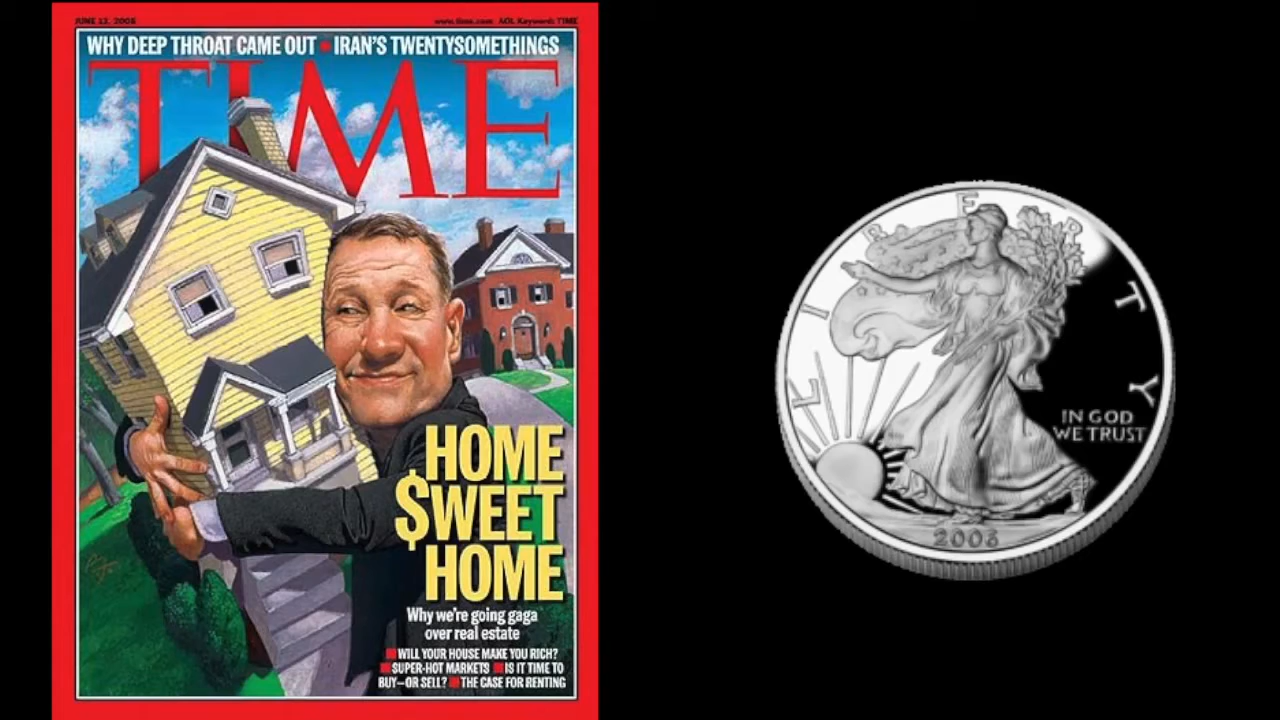 JUNE 13, 2005
www.time.com AOL Keyword: TIME
WHY DEEP THROAT CAME OUT ■ IRAN'S TWENTYSOMETHINGS
TIME
HOME
$WEET
HOME
Why we're going gaga
over real estate
■ WILL YOUR HOUSE MAKE YOU RICH?
■ SUPER-HOT MARKETS ■ IS IT TIME TO
BUY—OR SELL? ■ THE CASE FOR RENTING
LIBERTY
IN GOD
WE TRUST
2006